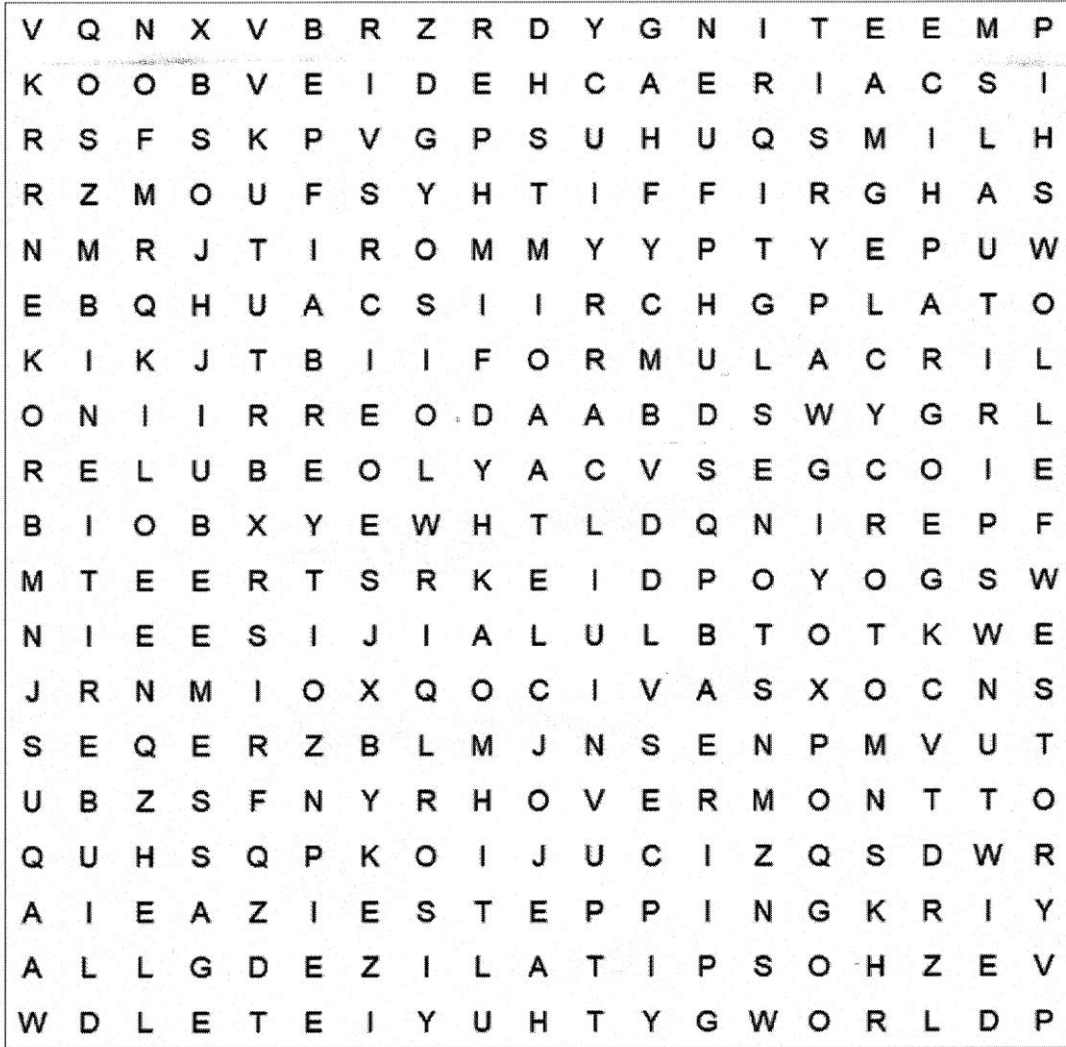 V Q N X V B R Z R D Y G N I T E E M P
K O O B V E I D E H C A E R I A C S I
R S F S K P V G P S U H U Q S M I L H
R Z M O U F S Y H T I F F I R G H A S
N M R J T I R O M M Y Y P T Y E P U W
E B Q H U A C S I I R C H G P L A T O
K I K J T B I I F O R M U L A C R I L
O N I I R R E O D A A B D S W Y G R L
R E L U B E O L Y A C V S E G C O I E
B I O B X Y E W H T L D Q N I R E P F
M T E E R T S R K E I D P O Y O G S W
N I E E S I J I A L U L B T O T K W E
J R N M I O X Q O C I V A S X O C N S
S E Q E R Z B L M J N S E N P M V U T
U B Z S F N Y R H O V E R M O N T T O
Q U H S Q P K O I J U C I Z Q S D W R
A I E A Z I E S T E P P I N G K R I Y
A L L G D E Z I L A T I P S O H Z E V
W D L E T E I Y U H T Y G W O R L D P